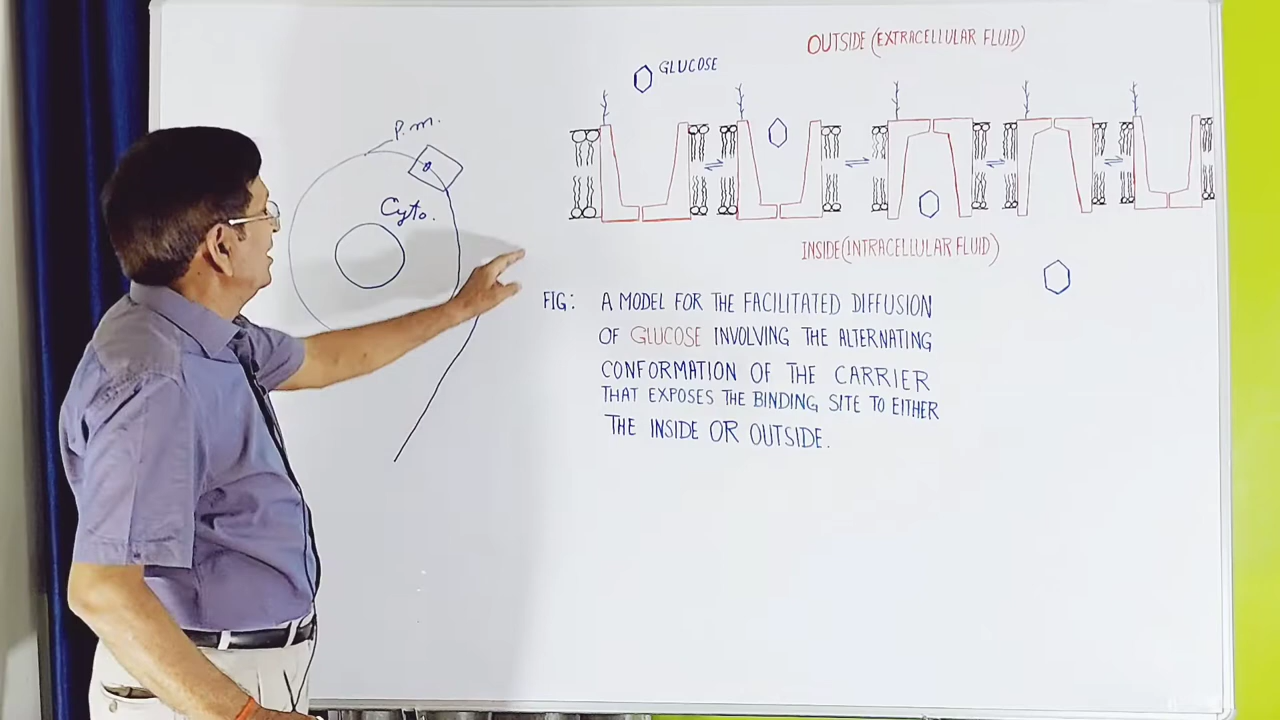 OUTSIDE (EXTRACELLULAR FLUID)
GLUCOSE
P.m.
Cyto.
INSIDE (INTRACELLULAR FLUID)
FIG: A MODEL FOR THE FACILITATED DIFFUSION
OF GLUCOSE INVOLVING THE ALTERNATING
CONFORMATION OF THE CARRIER
THAT EXPOSES THE BINDING SITE TO EITHER
THE INSIDE OR OUTSIDE.